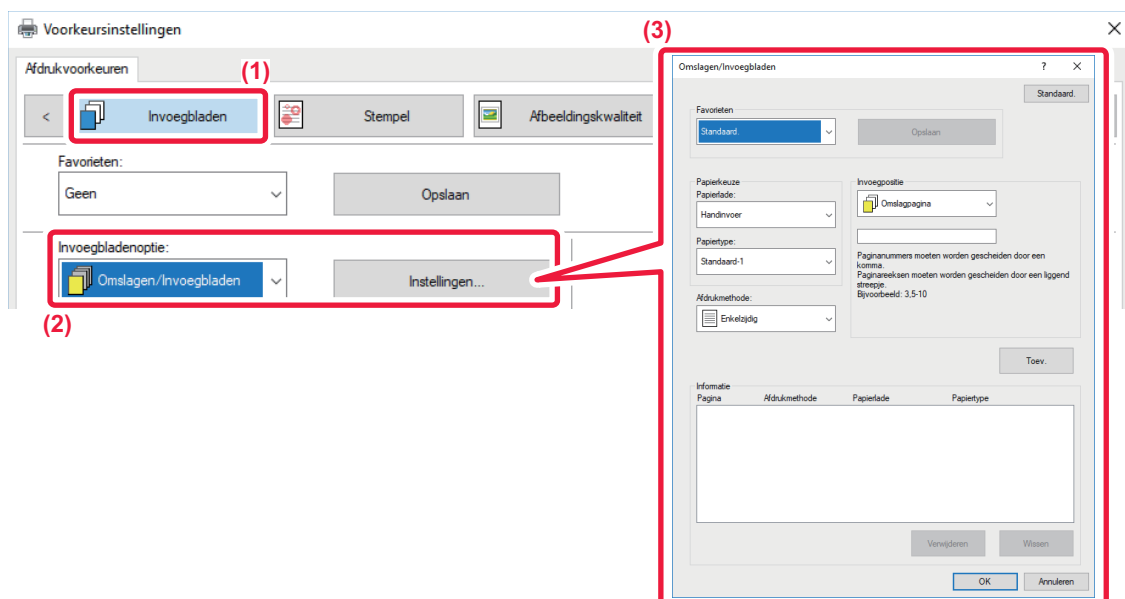 Voorkeursinstellingen
(3)
Afdrukvoorkeuren
(1)
<
Invoegbladen
Stempel
Afbeeldingskwaliteit
Favorieten:
Geen
Opslaan
Invoegbladenoptie:
Omslagen/Invoegbladen
Instellingen...
(2)
Omslagen/Invoegbladen
?
Standaard.
Favorieten
Standaard.
Opslaan
Papierkeuze
Papierlade:
Handinvoer
Papiertype:
Standaard-1
Afdrukmethode:
Enkelzijdig
Invoegpositie
Omslagpagina
Paginanummers moeten worden gescheiden door een
komma.
Paginareeksen moeten worden gescheiden door een liggend
streepje.
Bijvoorbeeld: 3,5-10
Toev.
Informatie
Pagina Afdrukmethode Papierlade Papiertype
Verwijderen
Wissen
OK
Annuleren